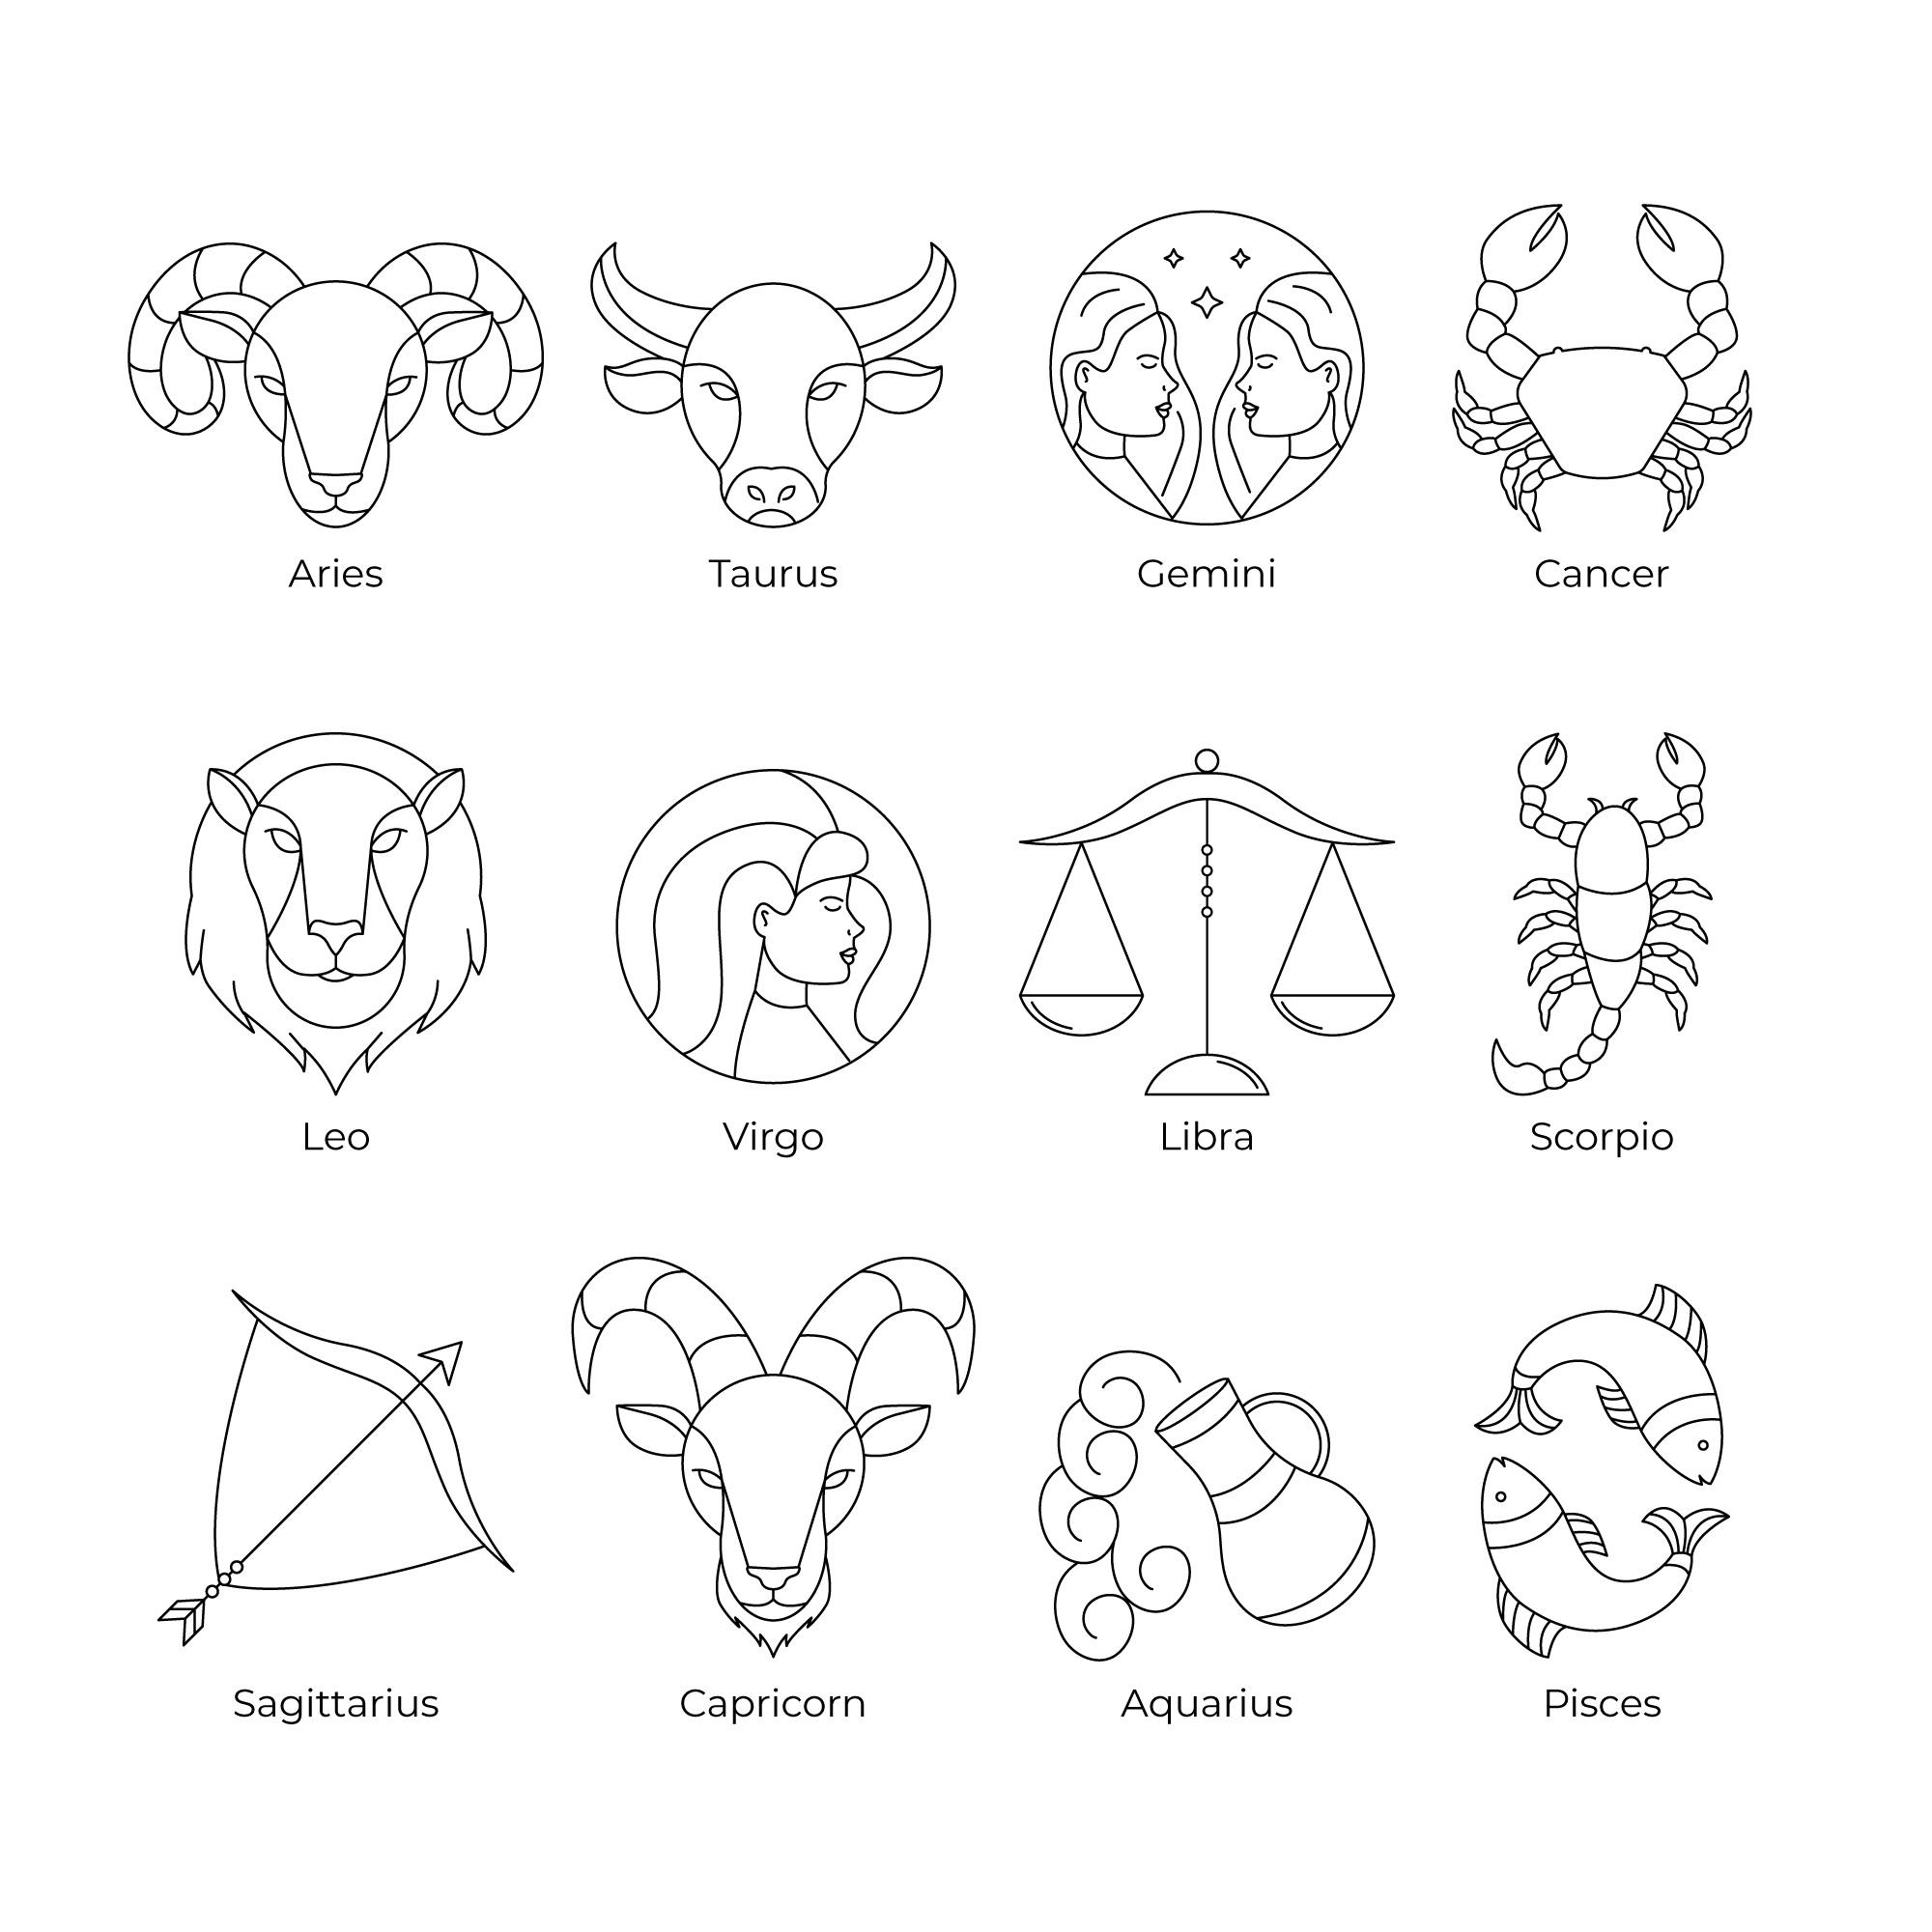 Aries
Taurus
Gemini
Cancer
Leo
Virgo
Libra
Scorpio
Sagittarius
Capricorn
Aquarius
Pisces